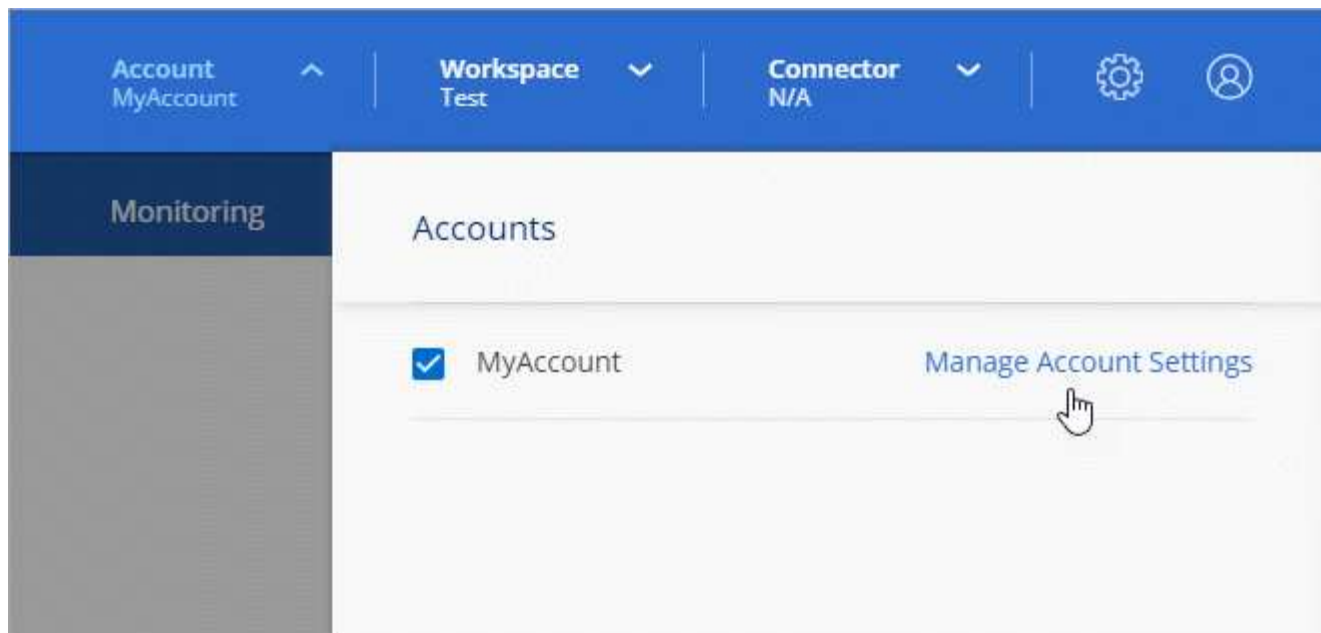 Account
MyAccount
Workspace
Test
Connector
N/A
Monitoring
Accounts
MyAccount
Manage Account Settings